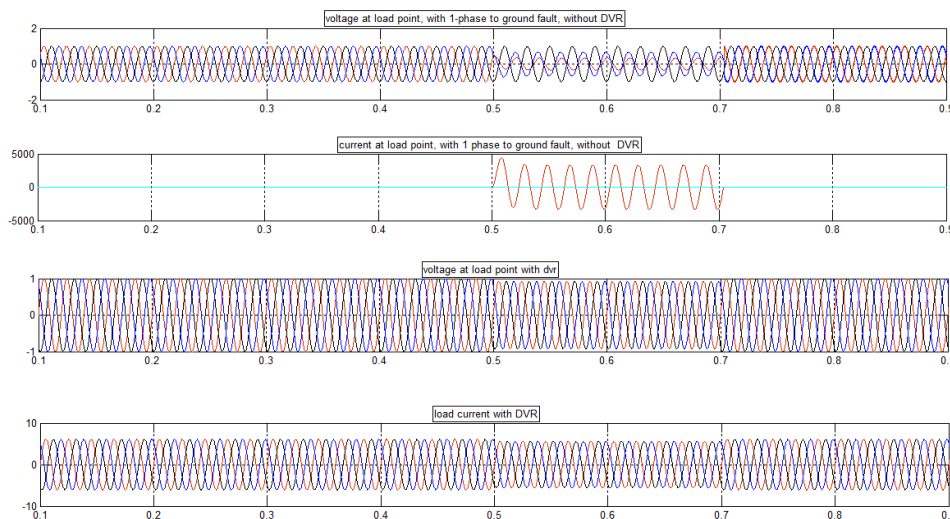 voltage at load point, with 1-phase to ground fault, without DVR
2
0
-2
0.1 0.2 0.3 0.4 0.5 0.6 0.7 0.8 0.9
current at load point, with 1 phase to ground fault, without DVR
5000
0
-5000
0.1 0.2 0.3 0.4 0.5 0.6 0.7 0.8 0.9
voltage at load point with dvr
1
0
-1
0.1 0.2 0.3 0.4 0.5 0.6 0.7 0.8
load current with DVR
10
0
-10
0.1 0.2 0.3 0.4 0.5 0.6 0.7 0.8